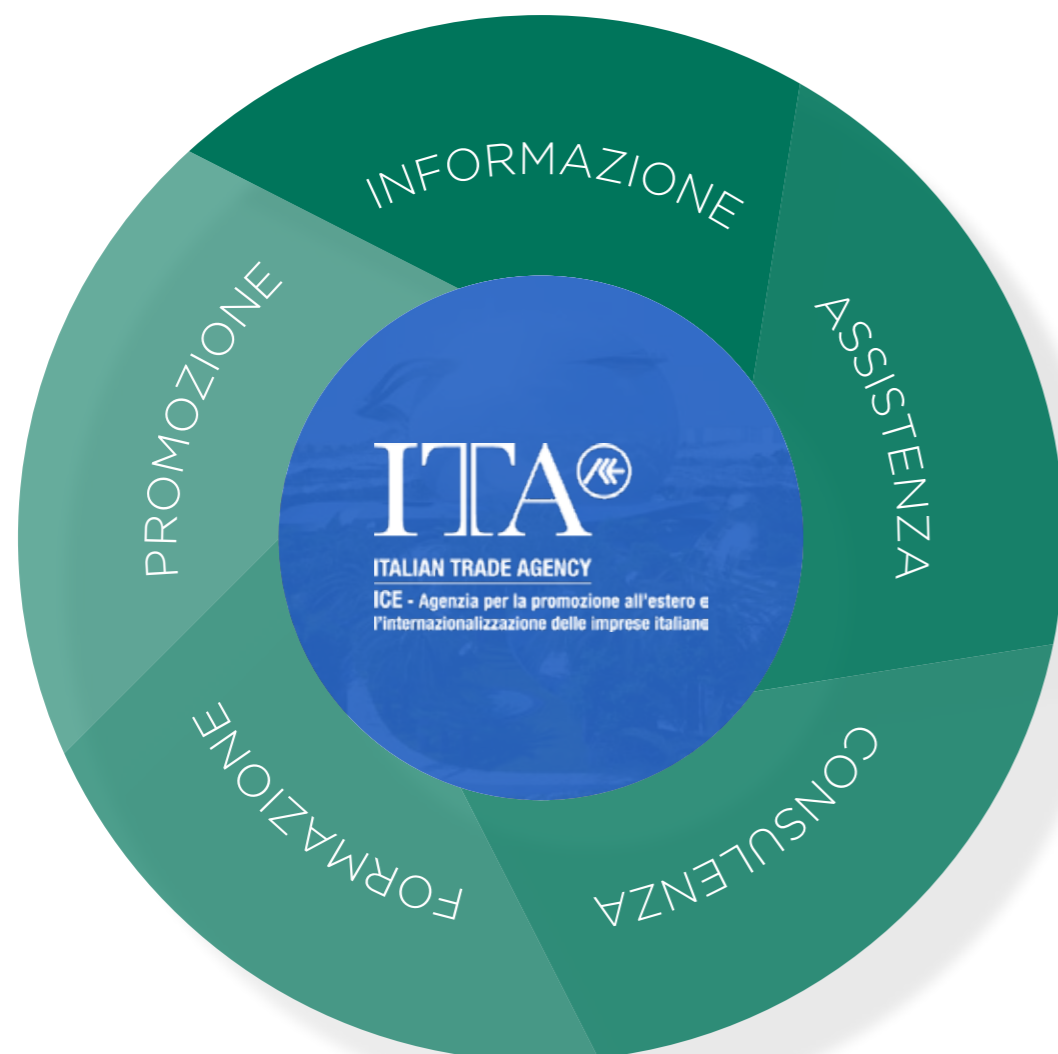 INFORMAZIONE
ASSISTENZA
CONSULENZA
FORMAZIONE
PROMOZIONE
ITA
ITALIAN TRADE AGENCY
ICE - Agenzia per la promozione all'estero e
l'internazionalizzazione delle imprese italiane